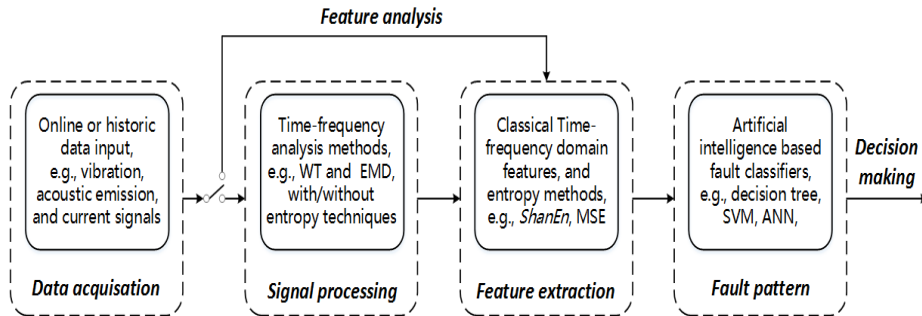 Feature analysis
Online or historic
data input,
e.g., vibration,
acoustic emission,
and current signals
Data acquisation
Time-frequency
analysis methods,
e.g., WT and EMD,
with/without
entropy techniques
Signal processing
Classical Time-
frequency domain
features, and
entropy methods,
e.g., ShanEn, MSE
Feature extraction
Artificial
intelligence based
fault classifiers,
e.g., decision tree,
SVM, ANN,
Fault pattern
Decision
making